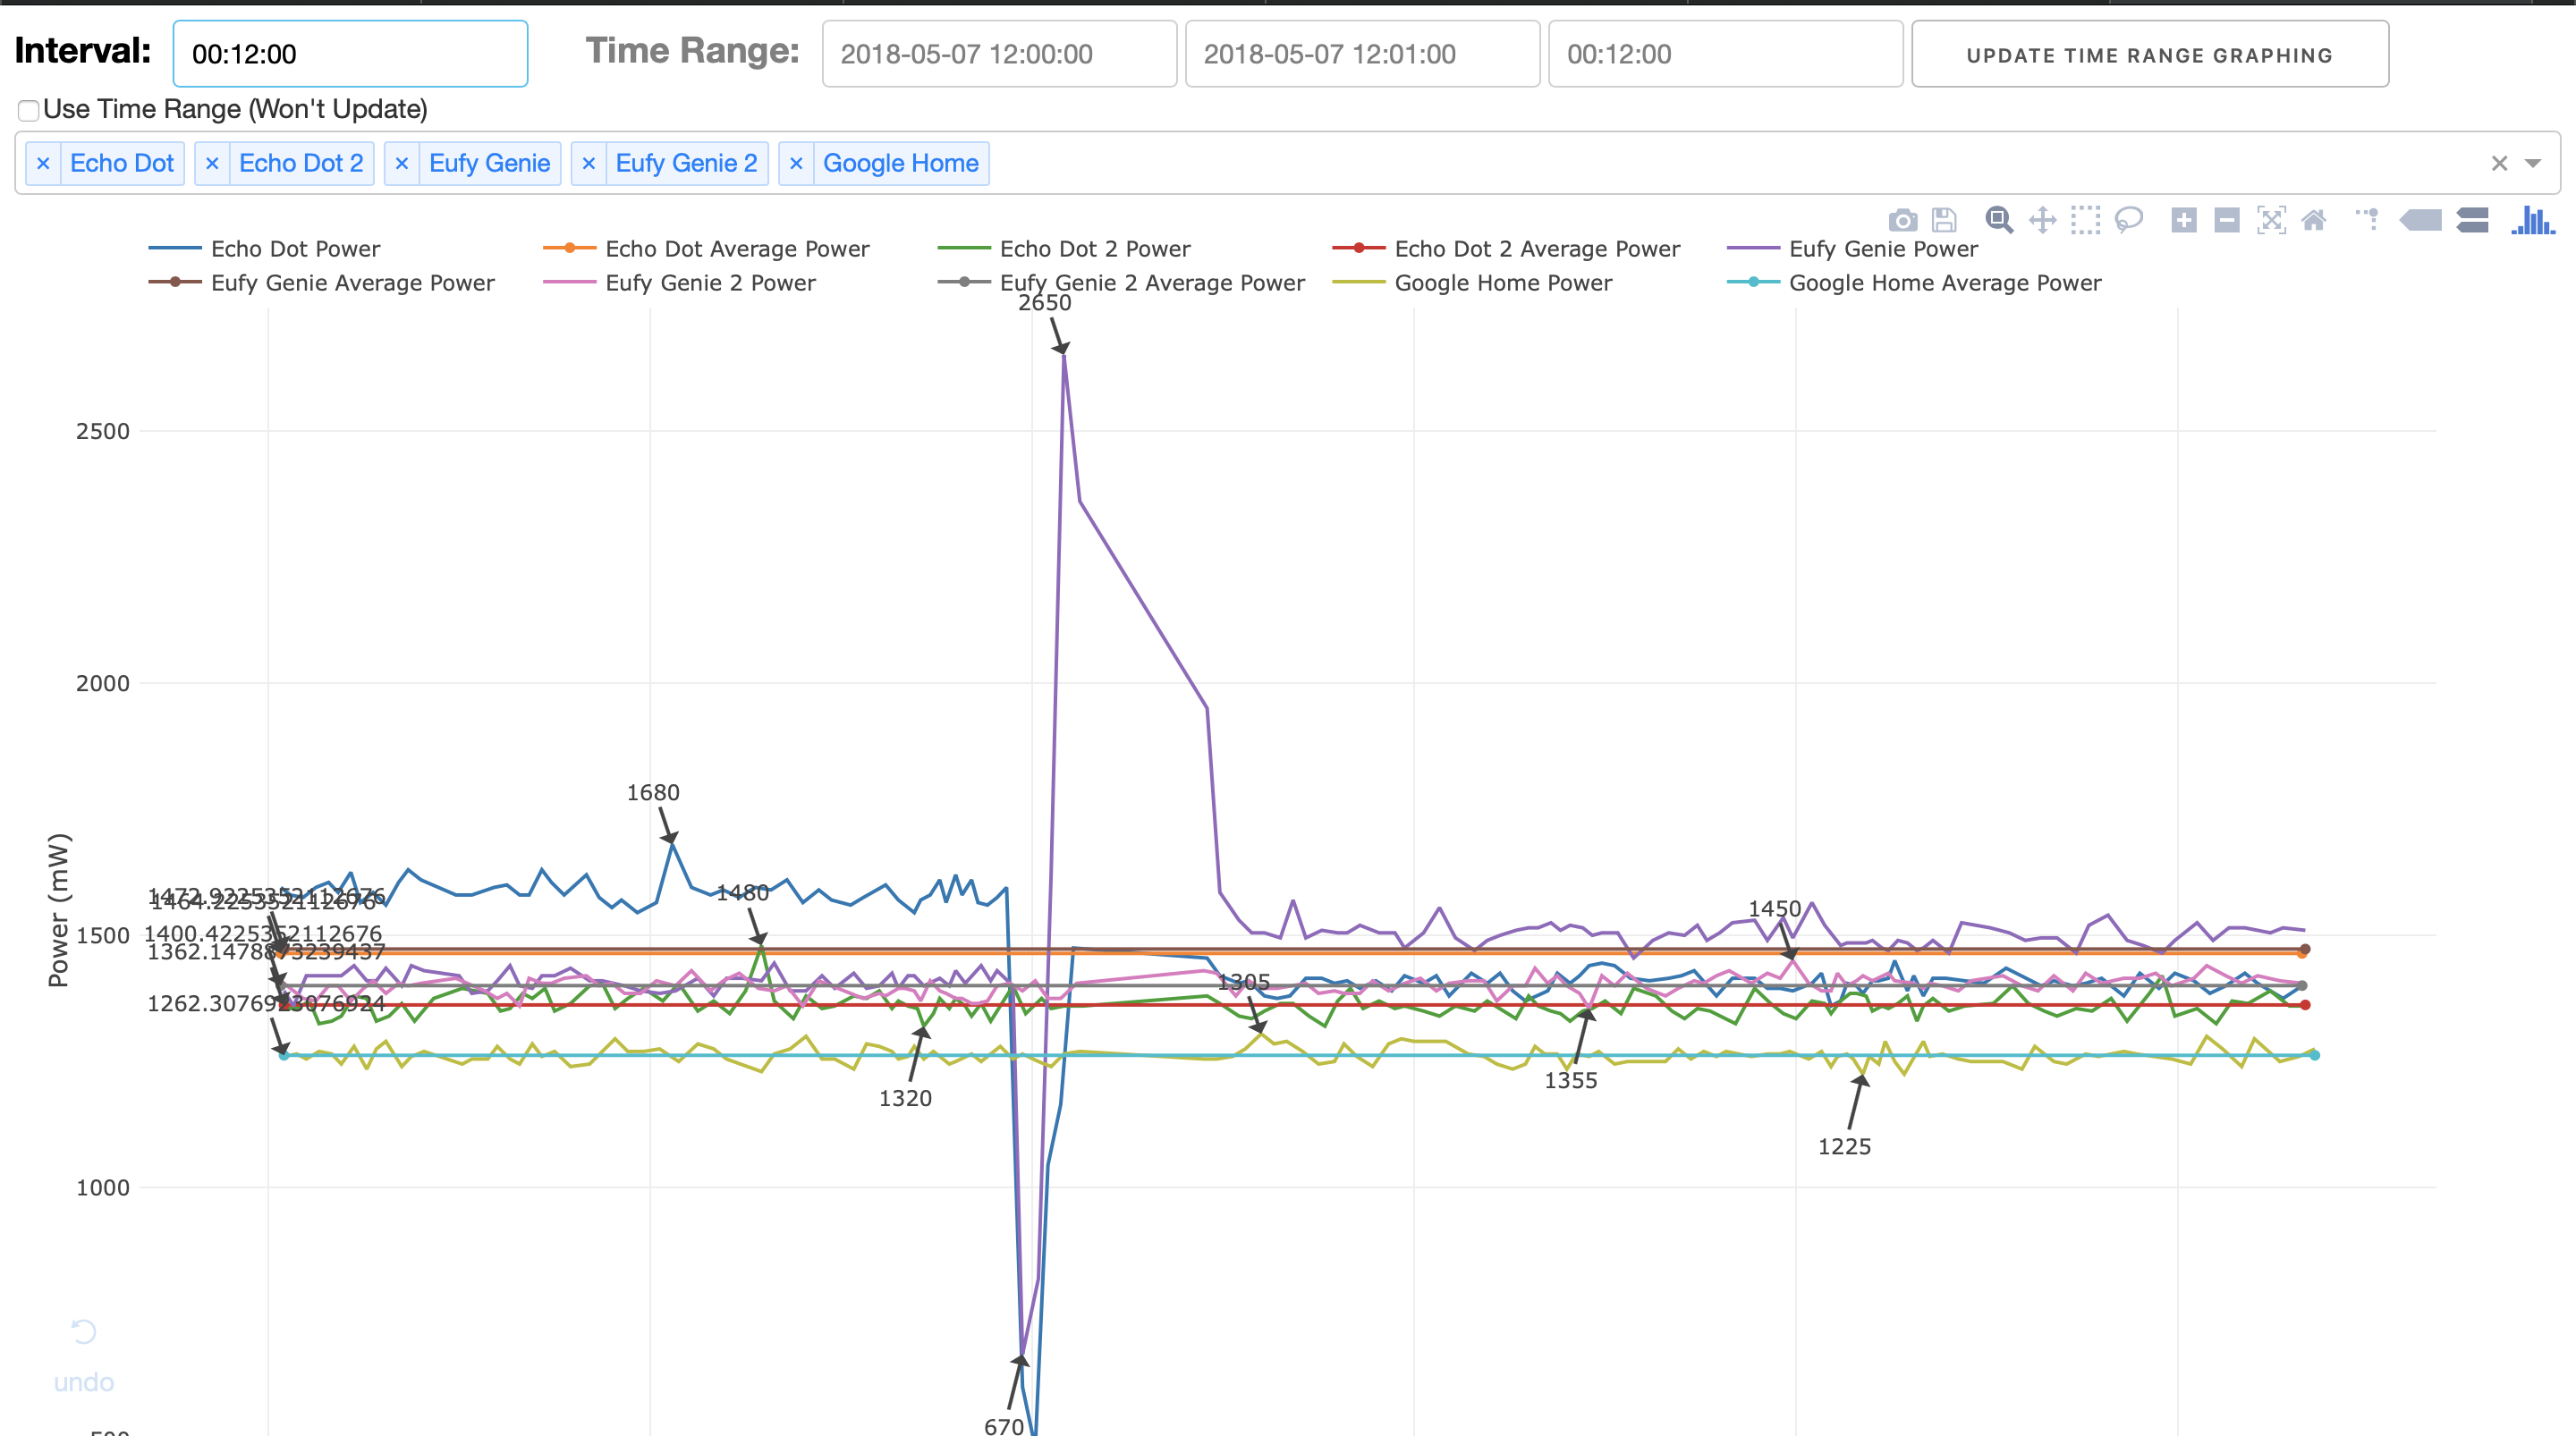 Interval: 00:12:00 Time Range: 2018-05-07 12:00:00 2018-05-07 12:01:00 00:12:00 UPDATE TIME RANGE GRAPHING
Use Time Range (Won't Update)
× Echo Dot × Echo Dot 2 × Eufy Genie × Eufy Genie 2 × Google Home
Echo Dot Power Echo Dot Average Power Echo Dot 2 Power Echo Dot 2 Average Power Eufy Genie Power
Eufy Genie Average Power Eufy Genie 2 Power Eufy Genie 2 Average Power Google Home Power Google Home Average Power
2650
2500
2000
1680
1480
1472.9225352112676
1464.225352112676
1450
1500
1400.4225352112676
1362.1478873239437
1305
1262.3076923076924
1355
1320
1225
1000
Power (mW)
undo
670
500